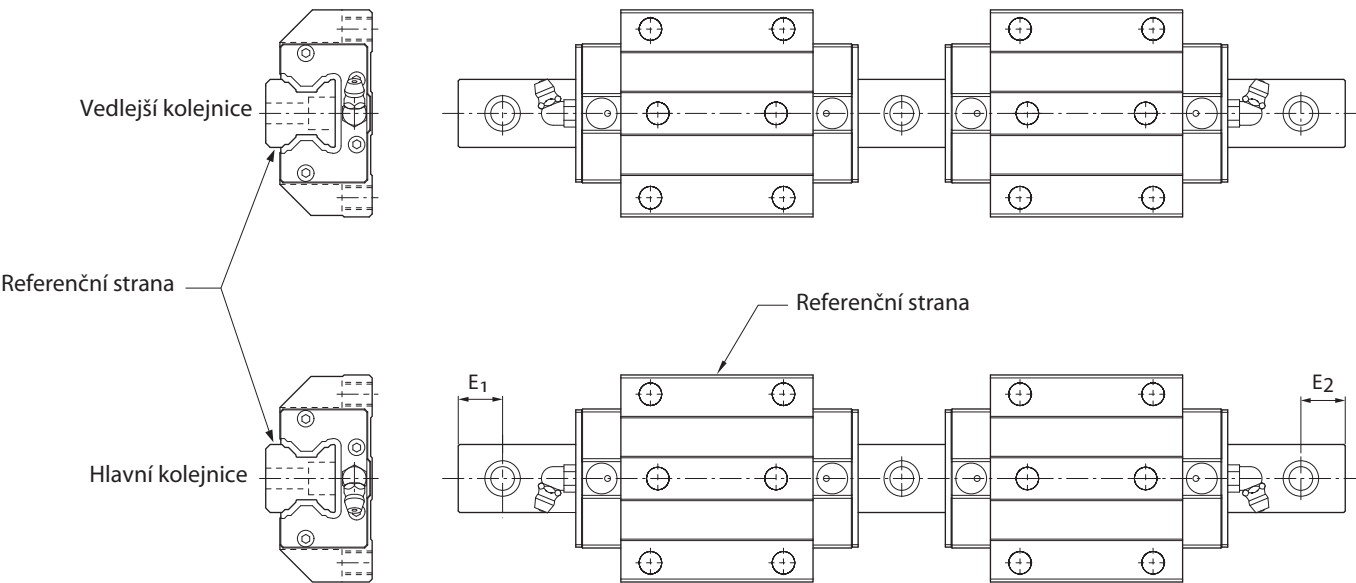 Vedlejší kolejnice
Referenční strana
Referenční strana
E1
E2
Hlavní kolejnice